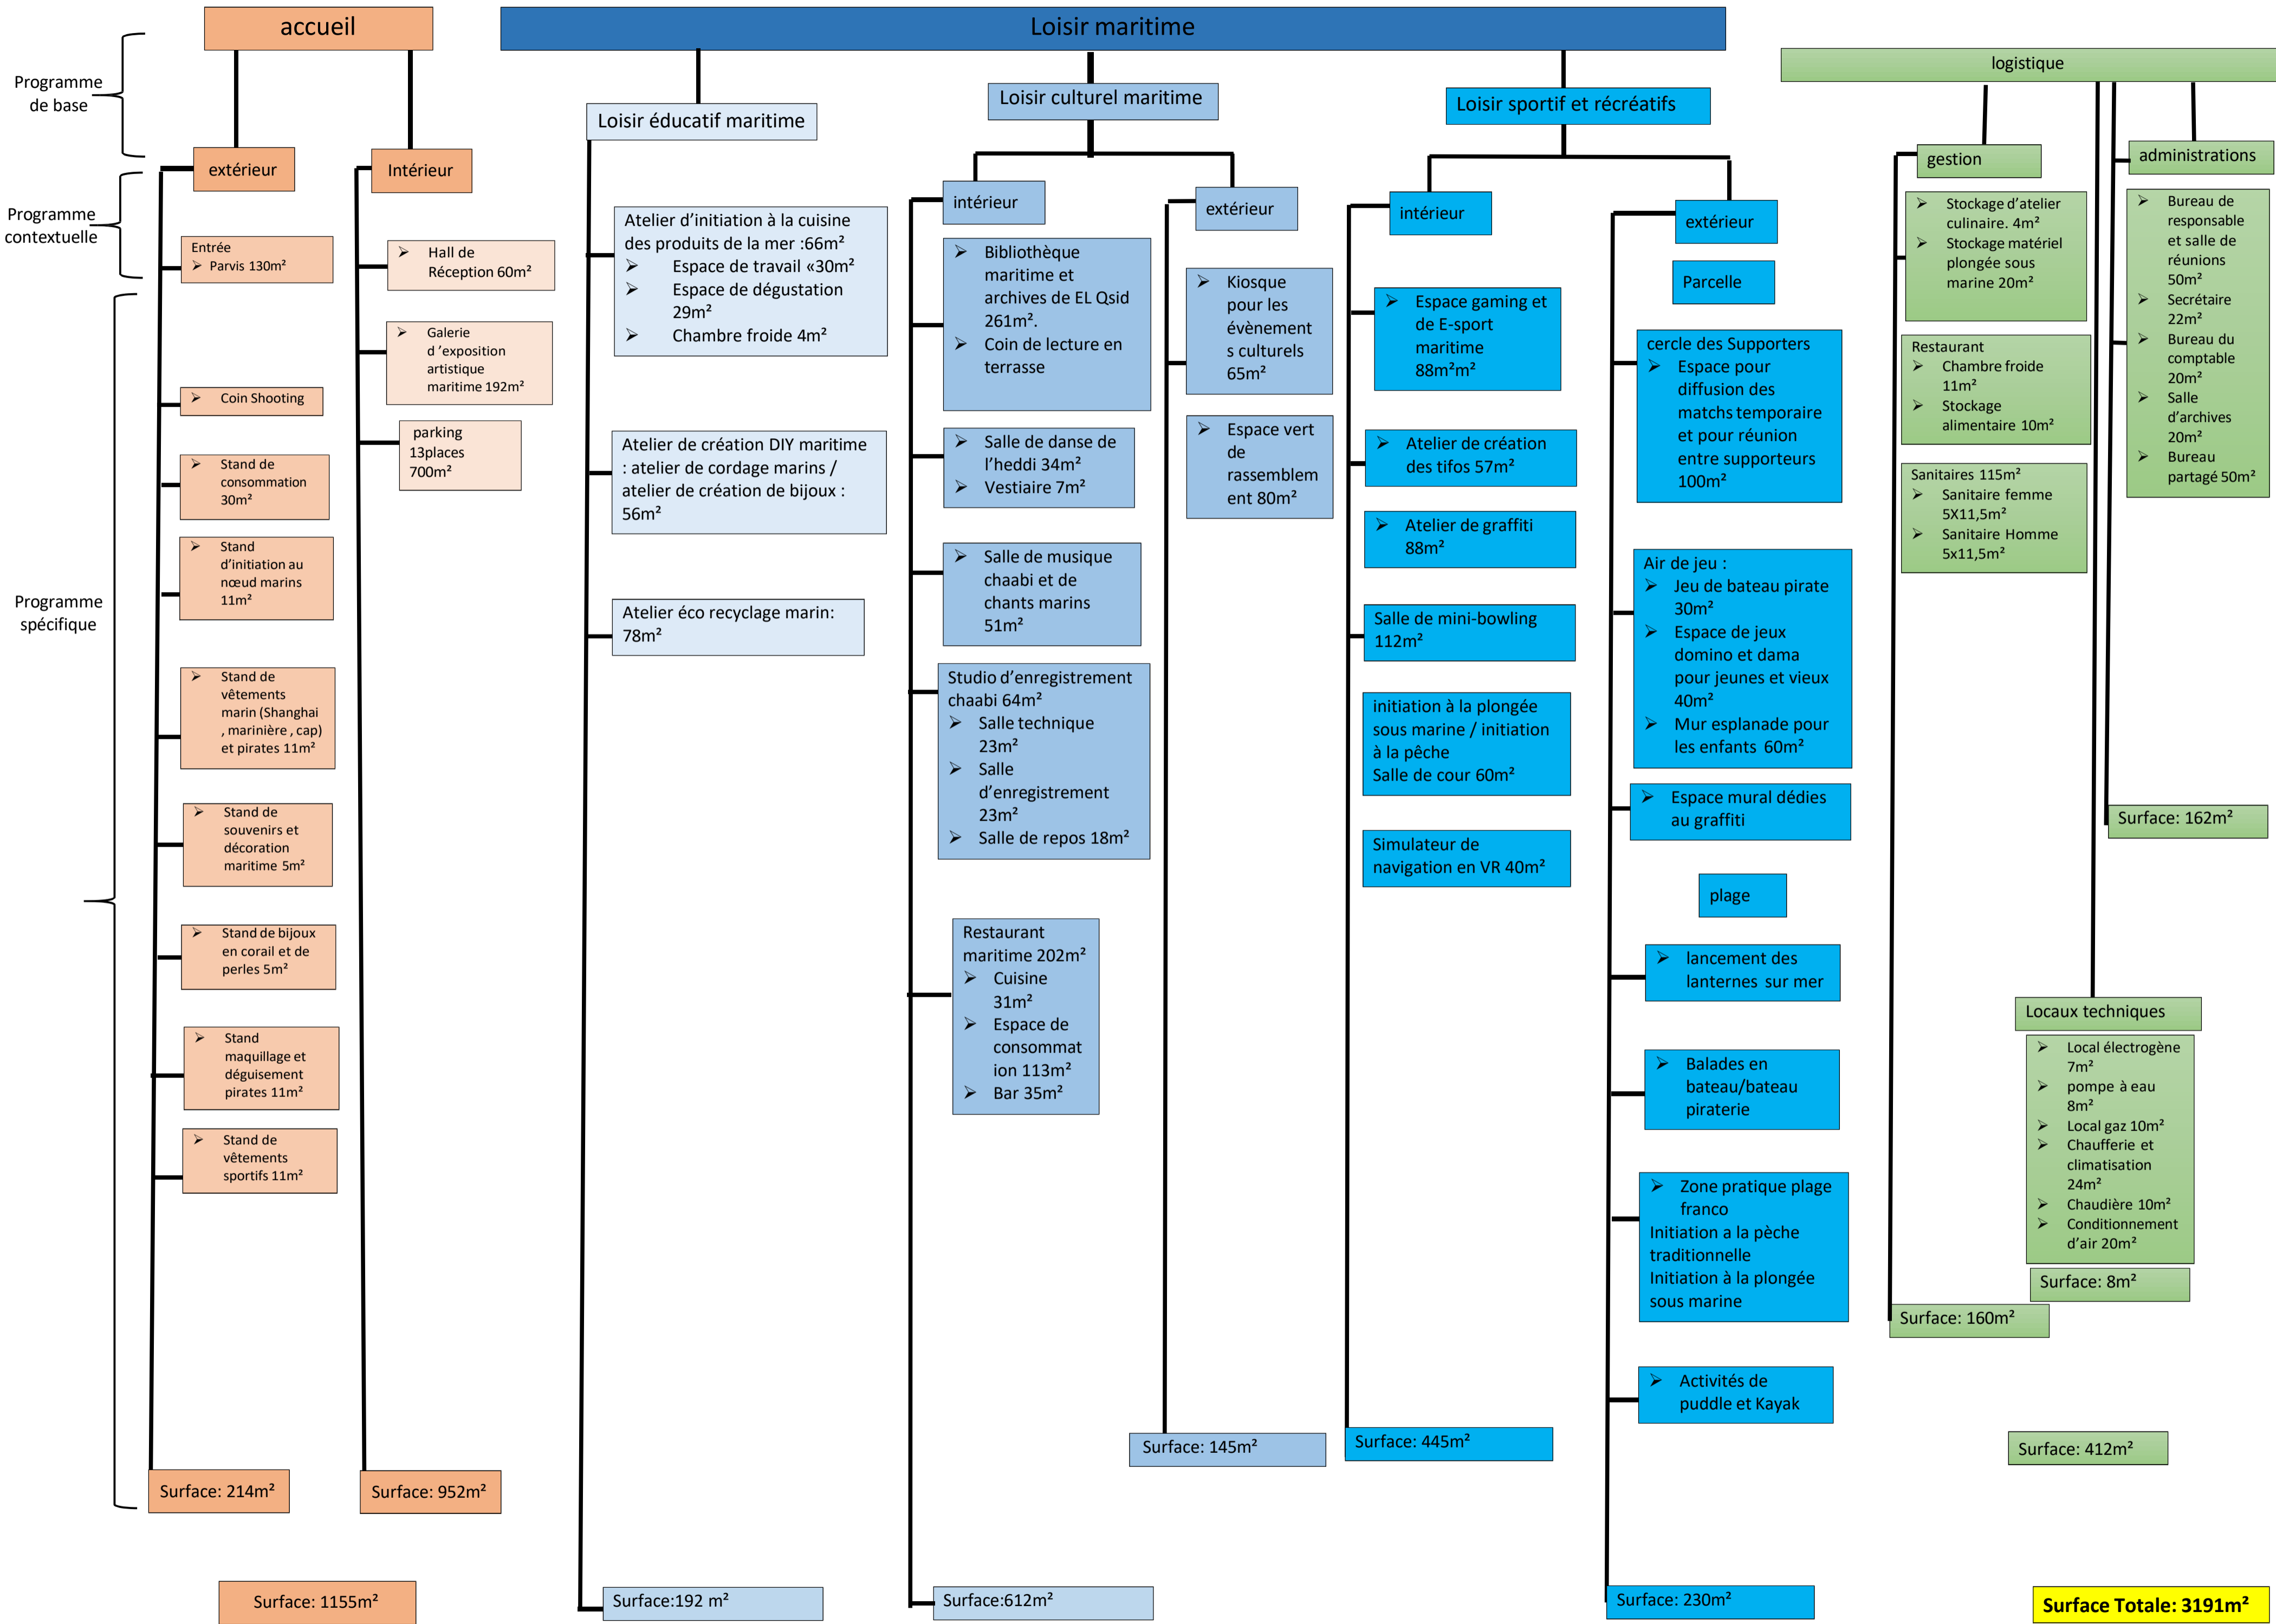 accueil
Loisir maritime
logistique
Programme
de base
Programme
contextuelle
Programme
spécifique
extérieur
Entrée
➢ Parvis 130m²
➢ Coin Shooting
➢ Stand de
consommation
30m²
➢ Stand
d’initiation au
nœud marins
11m²
➢ Stand de
vêtements
marin (Shanghai
, marinière , cap)
et pirates 11m²
➢ Stand de
souvenirs et
décoration
maritime 5m²
➢ Stand de bijoux
en corail et de
perles 5m²
➢ Stand
maquillage et
déguisement
pirates 11m²
➢ Stand de
vêtements
sportifs 11m²
Surface: 214m²
Intérieur
➢ Hall de
Réception 60m²
➢ Galerie
d ’exposition
artistique
maritime 192m²
parking
13places
700m²
Surface: 952m²
Surface: 1155m²
Loisir éducatif maritime
Atelier d’initiation à la cuisine
des produits de la mer :66m²
➢ Espace de travail «30m²
➢ Espace de dégustation
29m²
➢ Chambre froide 4m²
Atelier de création DIY maritime
: atelier de cordage marins /
atelier de création de bijoux :
56m²
Atelier éco recyclage marin:
78m²
Surface:192 m²
Loisir culturel maritime
intérieur
➢ Bibliothèque
maritime et
archives de EL Qsid
261m².
➢ Coin de lecture en
terrasse
➢ Salle de danse de
l’heddi 34m²
➢ Vestiaire 7m²
➢ Salle de musique
chaabi et de
chants marins
51m²
Studio d’enregistrement
chaabi 64m²
➢ Salle technique
23m²
➢ Salle
d’enregistrement
23m²
➢ Salle de repos 18m²
Restaurant
maritime 202m²
➢ Cuisine
31m²
➢ Espace de
consommat
ion 113m²
➢ Bar 35m²
Surface:612m²
extérieur
➢ Kiosque
pour les
évènement
s culturels
65m²
➢ Espace vert
de
rassemblem
ent 80m²
Surface: 145m²
Loisir sportif et récréatifs
intérieur
➢ Espace gaming et
de E-sport
maritime
88m²m²
➢ Atelier de création
des tifos 57m²
➢ Atelier de graffiti
88m²
Salle de mini-bowling
112m²
initiation à la plongée
sous marine / initiation
à la pêche
Salle de cour 60m²
Simulateur de
navigation en VR 40m²
Surface: 445m²
extérieur
Parcelle
cercle des Supporters
➢ Espace pour
diffusion des
matchs temporaire
et pour réunion
entre supporteurs
100m²
Air de jeu :
➢ Jeu de bateau pirate
30m²
➢ Espace de jeux
domino et dama
pour jeunes et vieux
40m²
➢ Mur esplanade pour
les enfants 60m²
➢ Espace mural dédies
au graffiti
plage
➢ lancement des
lanternes sur mer
➢ Balades en
bateau/bateau
piraterie
➢ Zone pratique plage
franco
Initiation a la pèche
traditionnelle
Initiation à la plongée
sous marine
➢ Activités de
puddle et Kayak
Surface: 230m²
gestion
➢ Stockage d’atelier
culinaire. 4m²
➢ Stockage matériel
plongée sous
marine 20m²
Restaurant
➢ Chambre froide
11m²
➢ Stockage
alimentaire 10m²
Sanitaires 115m²
➢ Sanitaire femme
5X11,5m²
➢ Sanitaire Homme
5x11,5m²
Surface: 160m²
administrations
➢ Bureau de
responsable
et salle de
réunions
50m²
➢ Secrétaire
22m²
➢ Bureau du
comptable
20m²
➢ Salle
d’archives
20m²
➢ Bureau
partagé 50m²
Surface: 162m²
Locaux techniques
➢ Local électrogène
7m²
➢ pompe à eau
8m²
➢ Local gaz 10m²
➢ Chaufferie et
climatisation
24m²
➢ Chaudière 10m²
➢ Conditionnement
d’air 20m²
Surface: 8m²
Surface: 412m²
Surface Totale: 3191m²